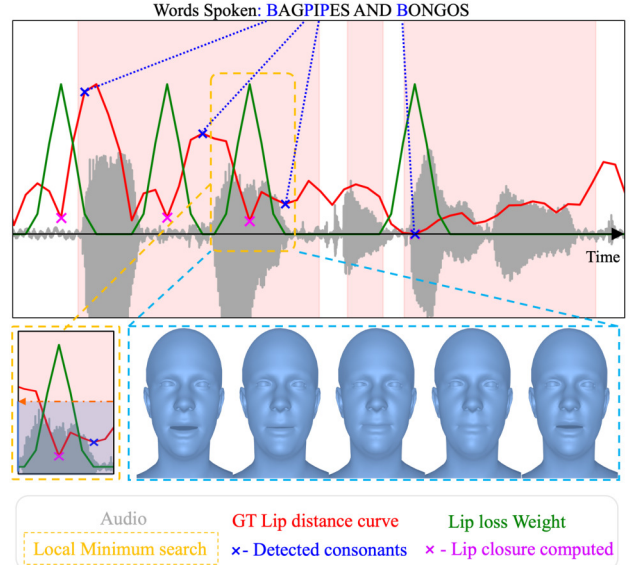 Words Spoken: BAGPIPES AND BONGOS
Time
Audio
GT Lip distance curve
Lip loss Weight
Local Minimum search
×- Detected consonants
×- Lip closure computed